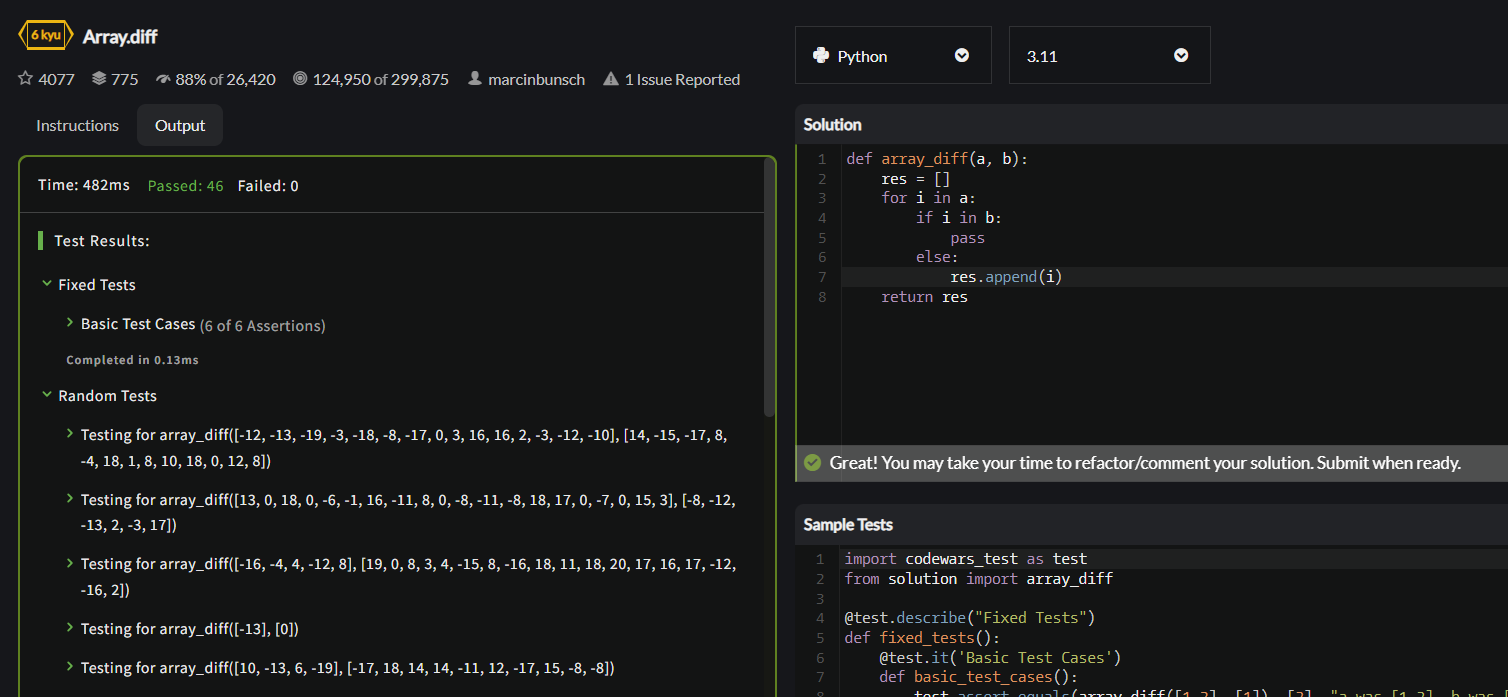 6 kyu Array.diff
4077 775 88% of 26,420 124,950 of 299,875 marcinbunsch 1 Issue Reported
Instructions Output
Time: 482ms Passed: 46 Failed: 0
Test Results:
Fixed Tests
Basic Test Cases (6 of 6 Assertions)
Completed in 0.13ms
Random Tests
Testing for array_diff([-12, -13, -19, -3, -18, -8, -17, 0, 3, 16, 16, 2, -3, -12, -10], [14, -15, -17, 8,
-4, 18, 1, 8, 10, 18, 0, 12, 8])
Testing for array_diff([13, 0, 18, 0, -6, -1, 16, -11, 8, 0, -8, -11, -8, 18, 17, 0, -7, 0, 15, 3], [-8, -12,
-13, 2, -3, 17])
Testing for array_diff([-16, -4, 4, -12, 8], [19, 0, 8, 3, 4, -15, 8, -16, 18, 11, 18, 20, 17, 16, 17, -12,
-16, 2])
Testing for array_diff([-13], [0])
Testing for array_diff([10, -13, 6, -19], [-17, 18, 14, 14, -11, 12, -17, 15, -8, -8])
Python 3.11
Solution
1 def array_diff(a, b):
2     res = []
3     for i in a:
4         if i in b:
5             pass
6         else:
7             res.append(i)
8     return res
Great! You may take your time to refactor/comment your solution. Submit when ready.
Sample Tests
1 import codewars_test as test
2 from solution import array_diff
3
4 @test.describe("Fixed Tests")
5 def fixed_tests():
6     @test.it('Basic Test Cases')
7     def basic_test_cases():
8         test.assert_equals(array_diff([1,2], [1]), [2], "a was [1,2], b was [